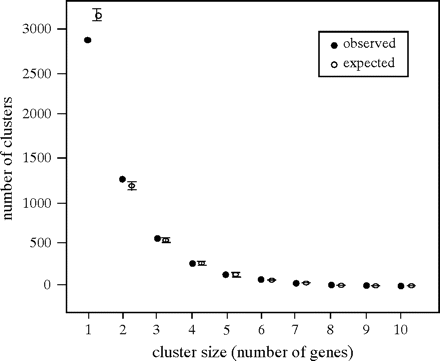 observed
expected
number of clusters
3000
2500
2000
1500
1000
500
0
1 2 3 4 5 6 7 8 9 10
cluster size (number of genes)